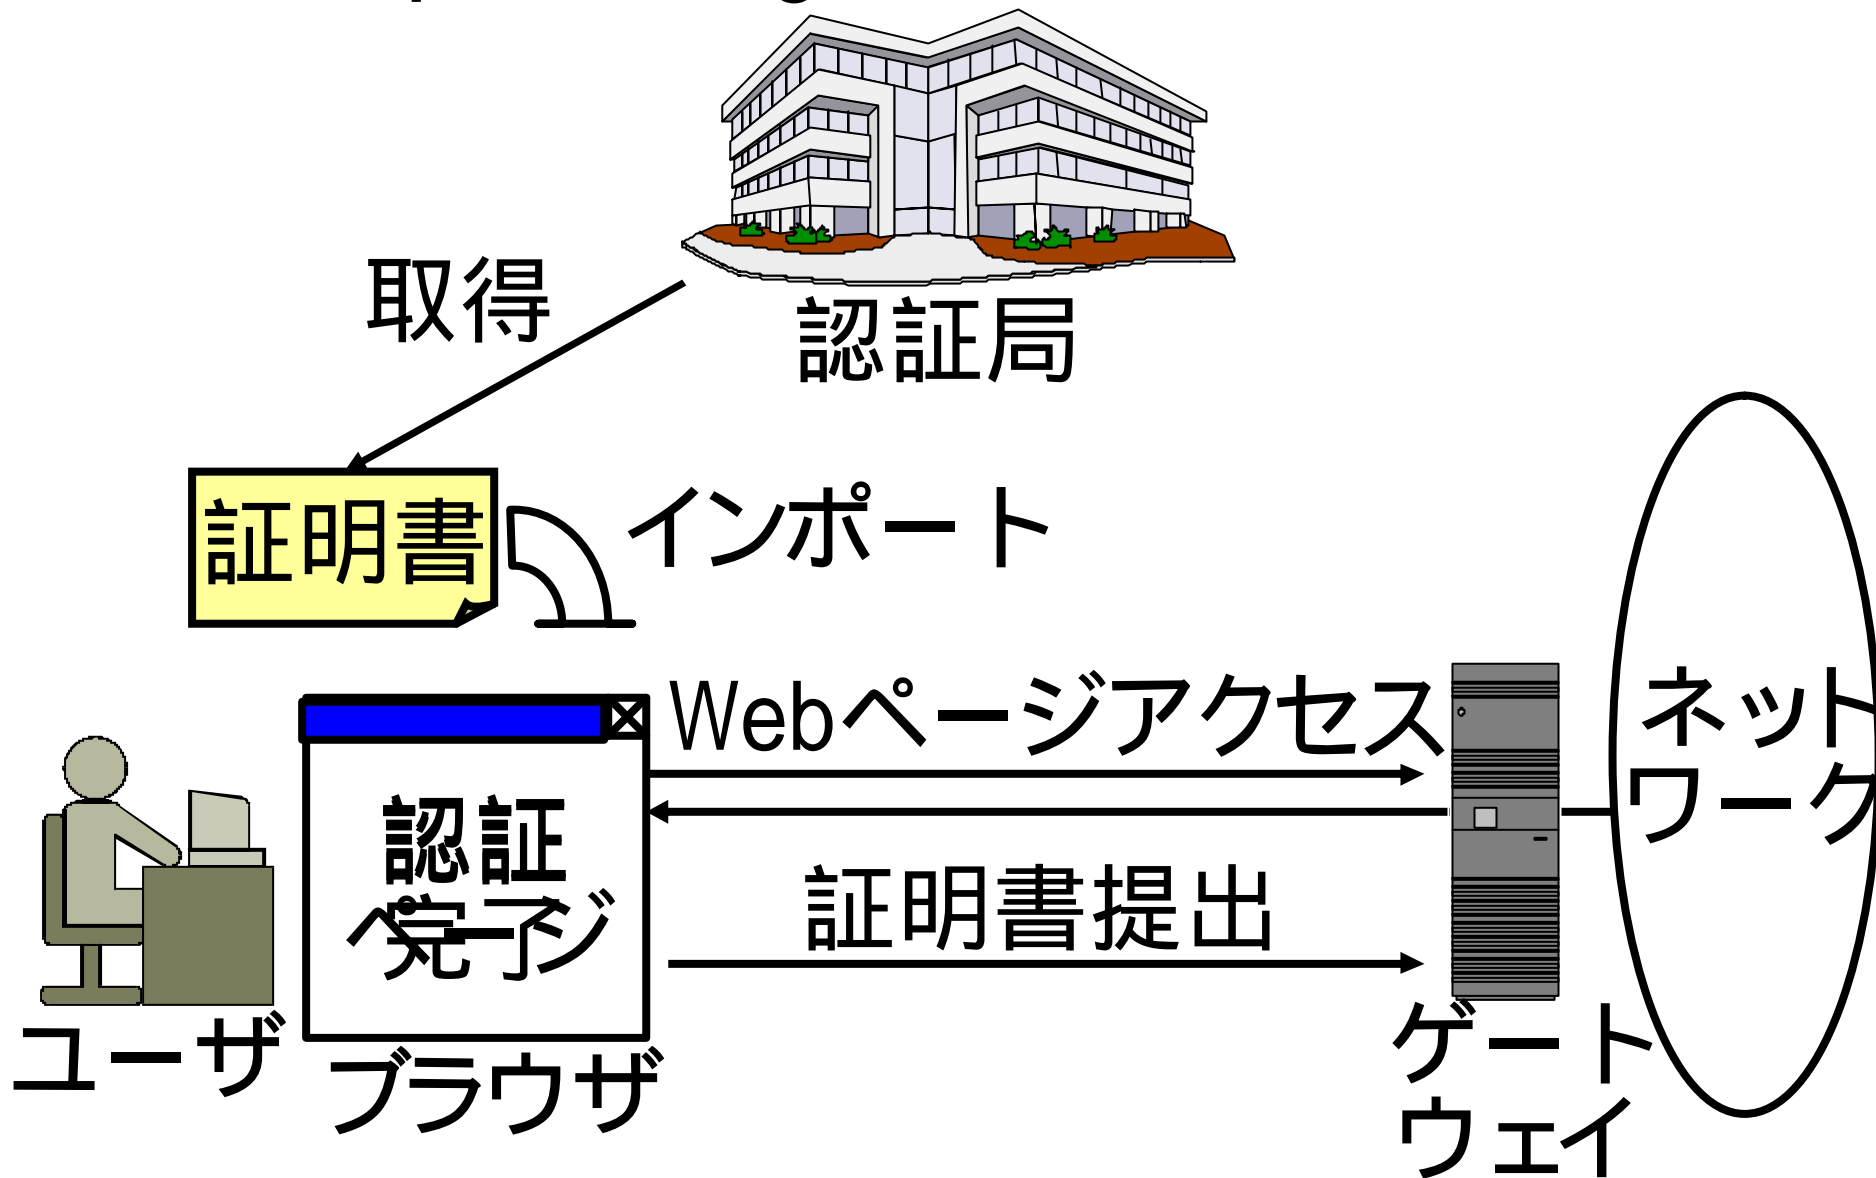 取得
認証局
証明書
インポート
Webページアクセス
ネット
ワーク
認証
証明書提出
ユーザ
ブラウザ
ゲート
ウェイ